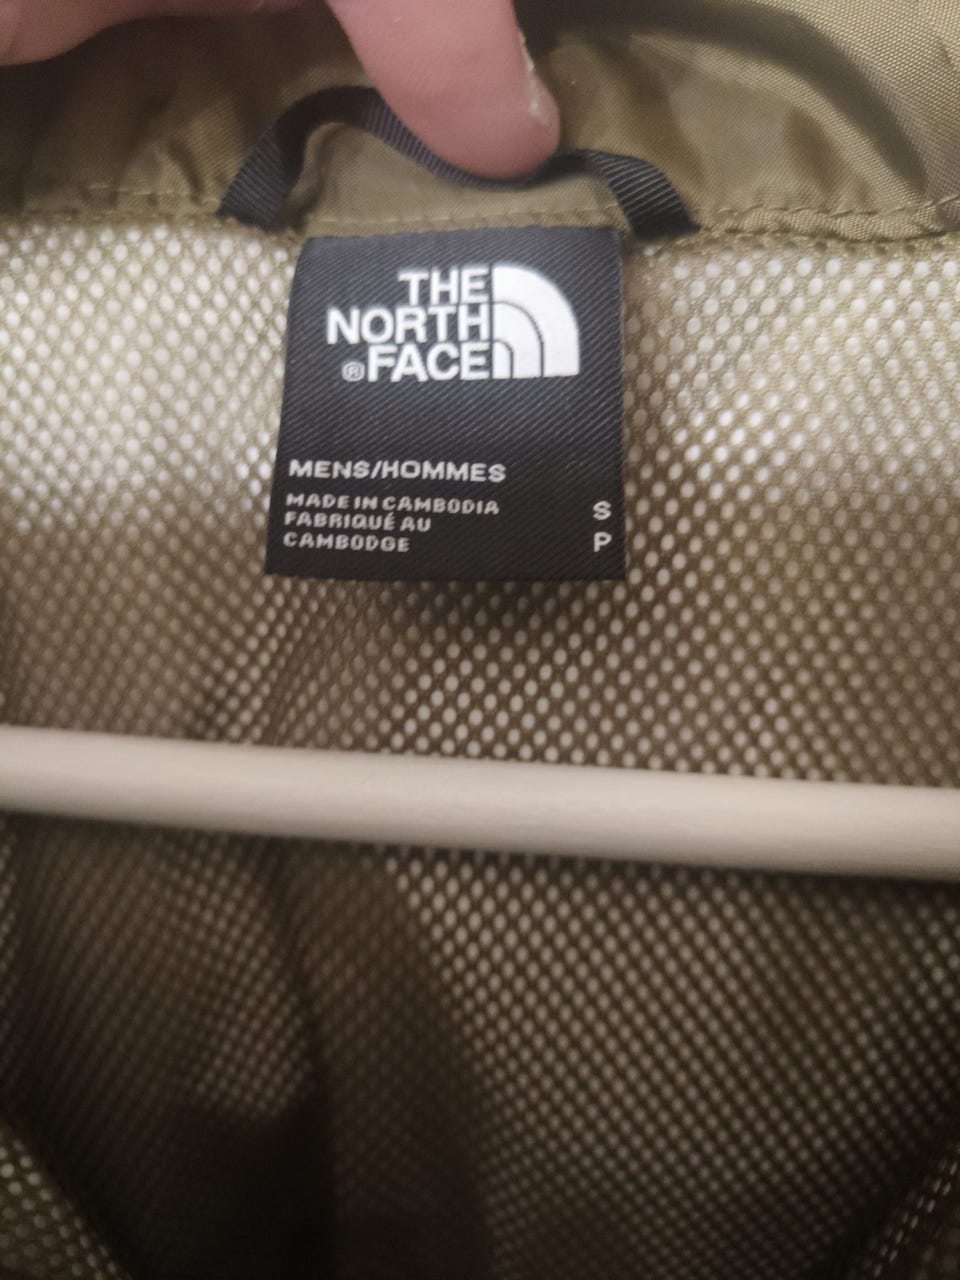 THE
NORTH
®FACE
MENS/HOMMES
MADE IN CAMBODIA
FABRIQUÉ AU
CAMBODGE
S
P